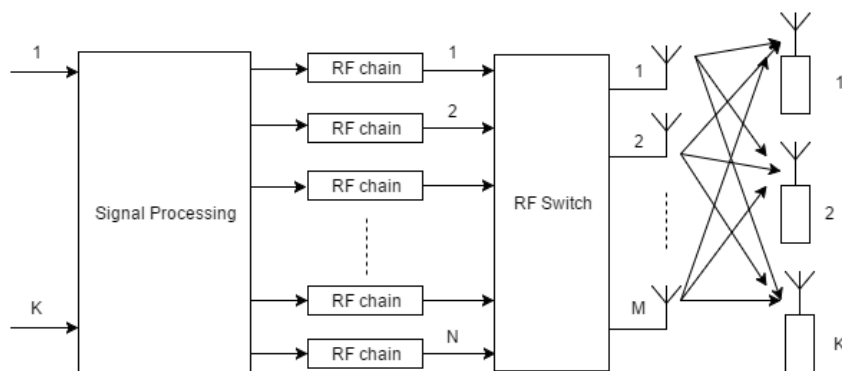 1
RF chain
1
1
1
RF chain
2
2
Signal Processing
RF chain
RF Switch
2
K
RF chain
M
RF chain
N
K